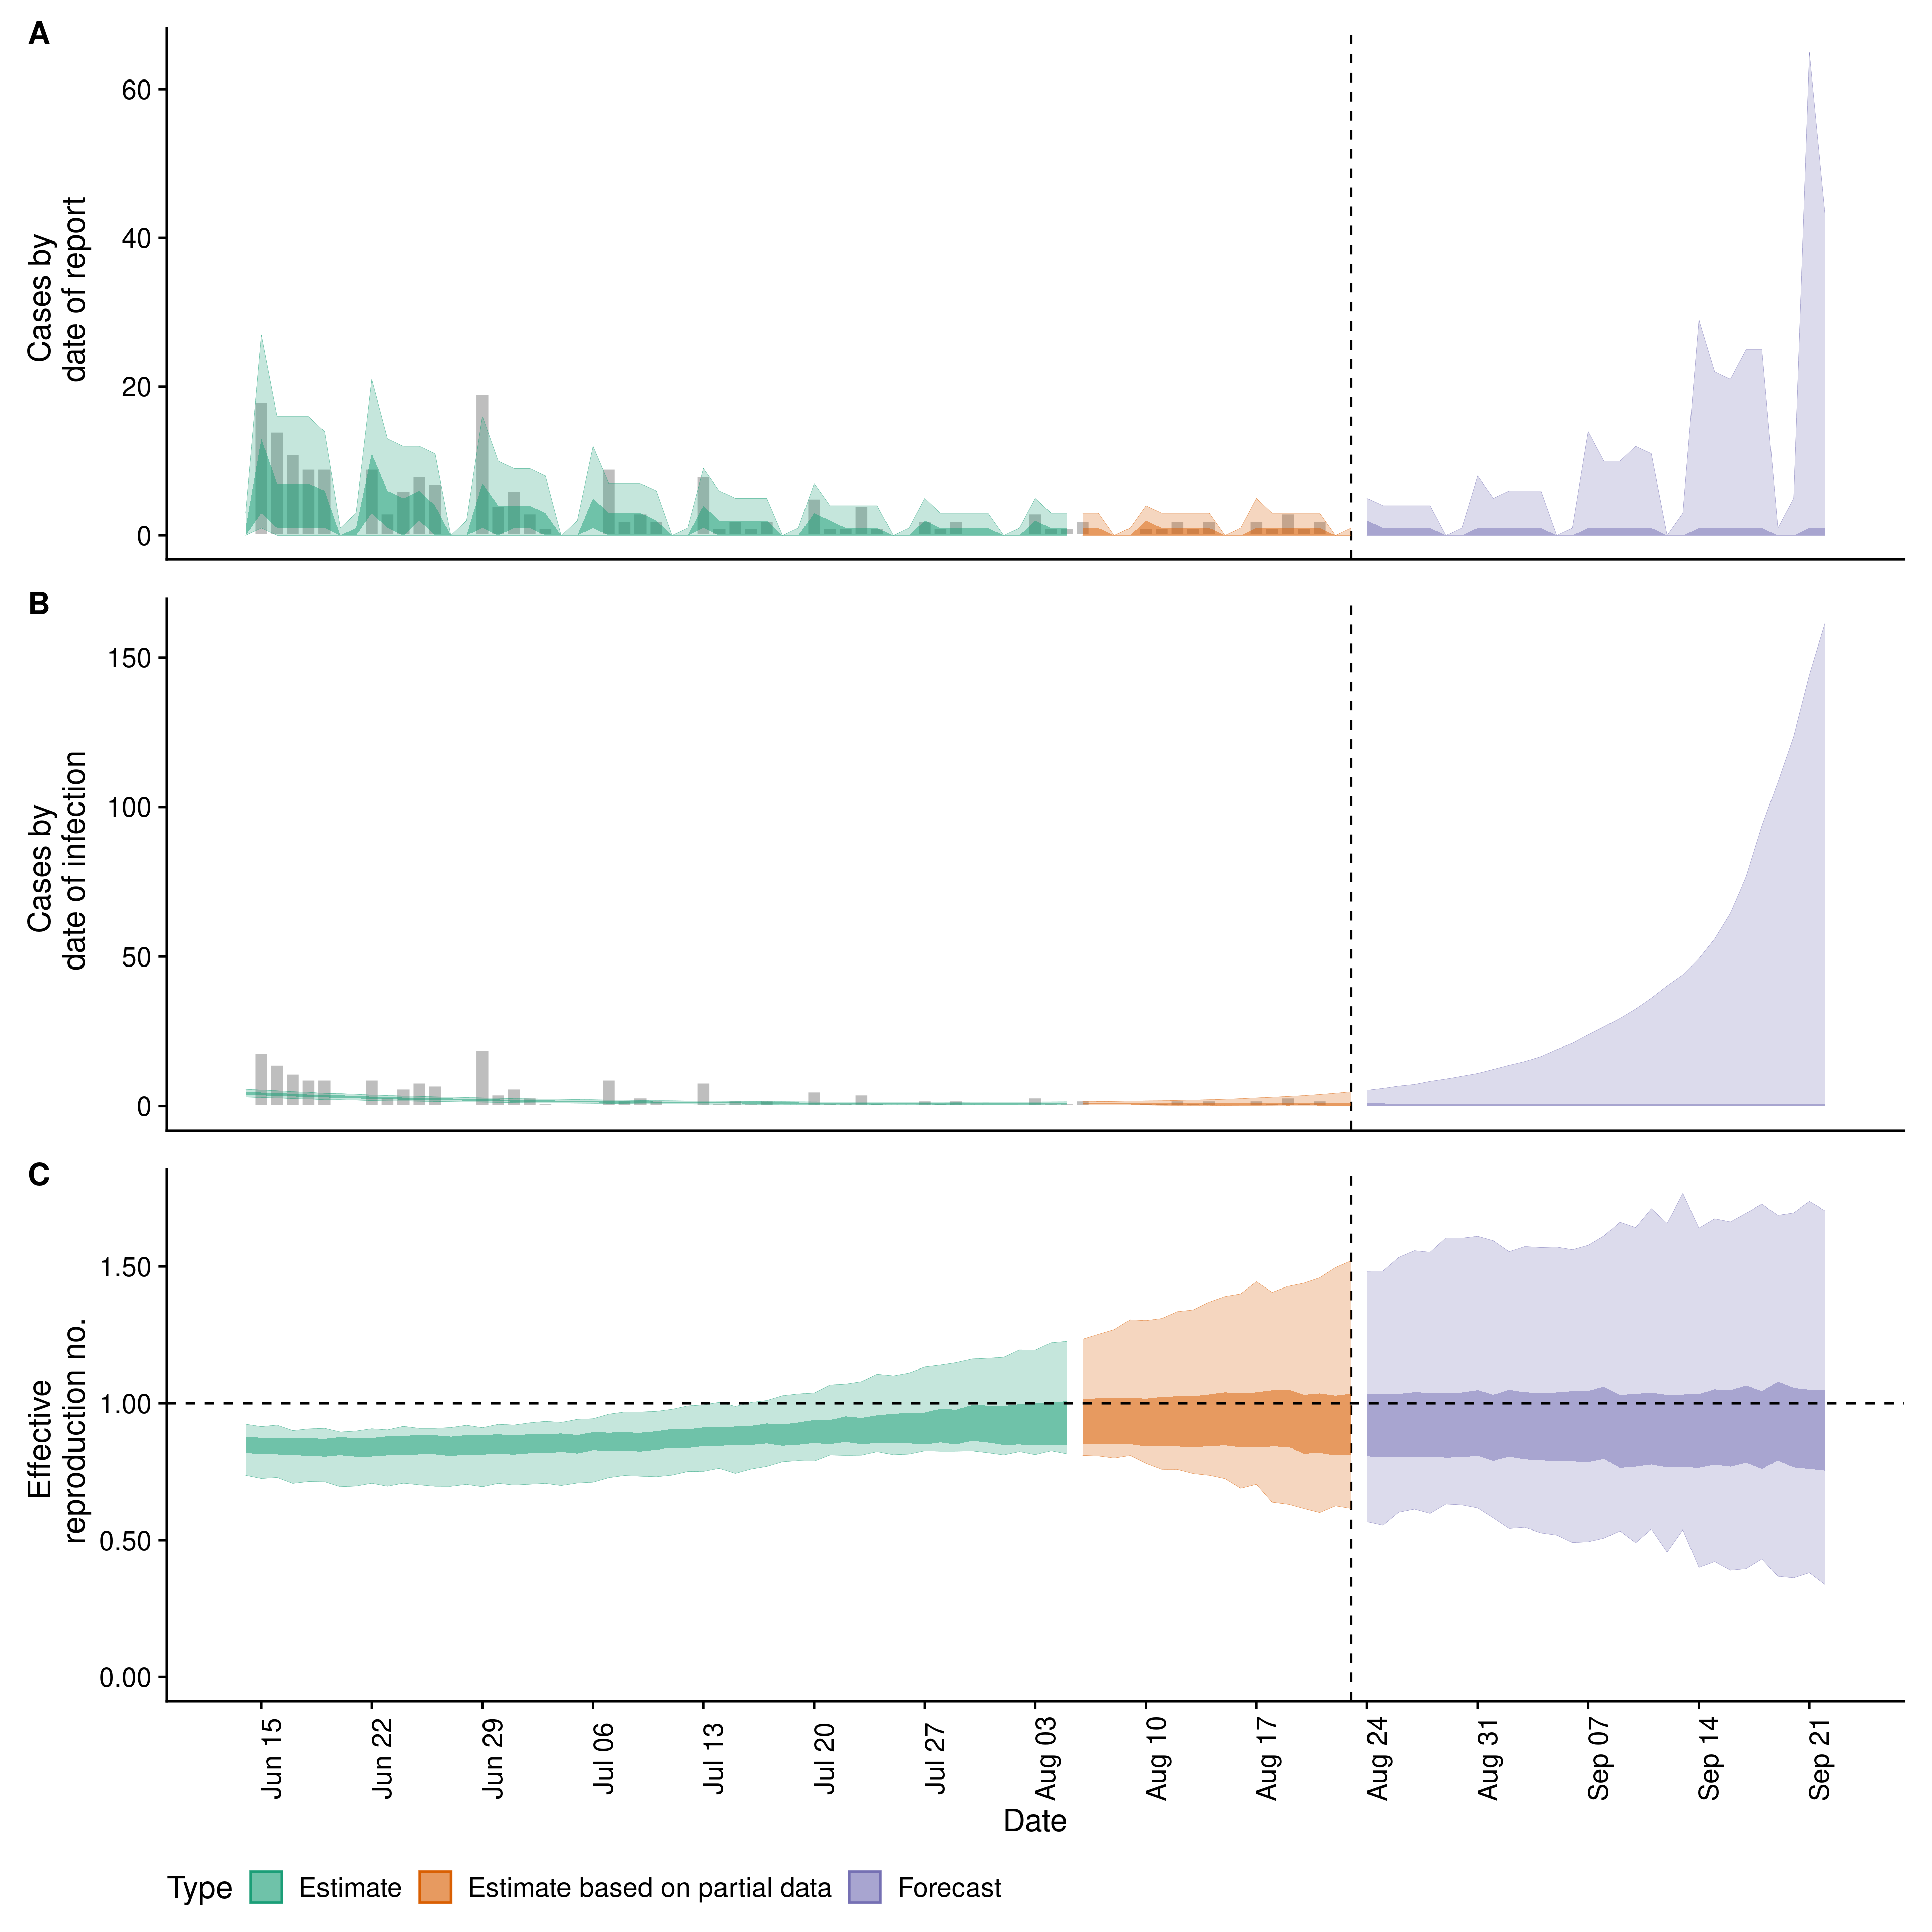 A
Cases by
date of report
60
40
20
0
B
Cases by
date of infection
150
100
50
0
C
Effective
reproduction no.
1.50
1.00
0.50
0.00
Jun 15
Jun 22
Jun 29
Jul 06
Jul 13
Jul 20
Jul 27
Aug 03
Aug 10
Aug 17
Aug 24
Aug 31
Sep 07
Sep 14
Sep 21
Date
Type Estimate Estimate based on partial data Forecast